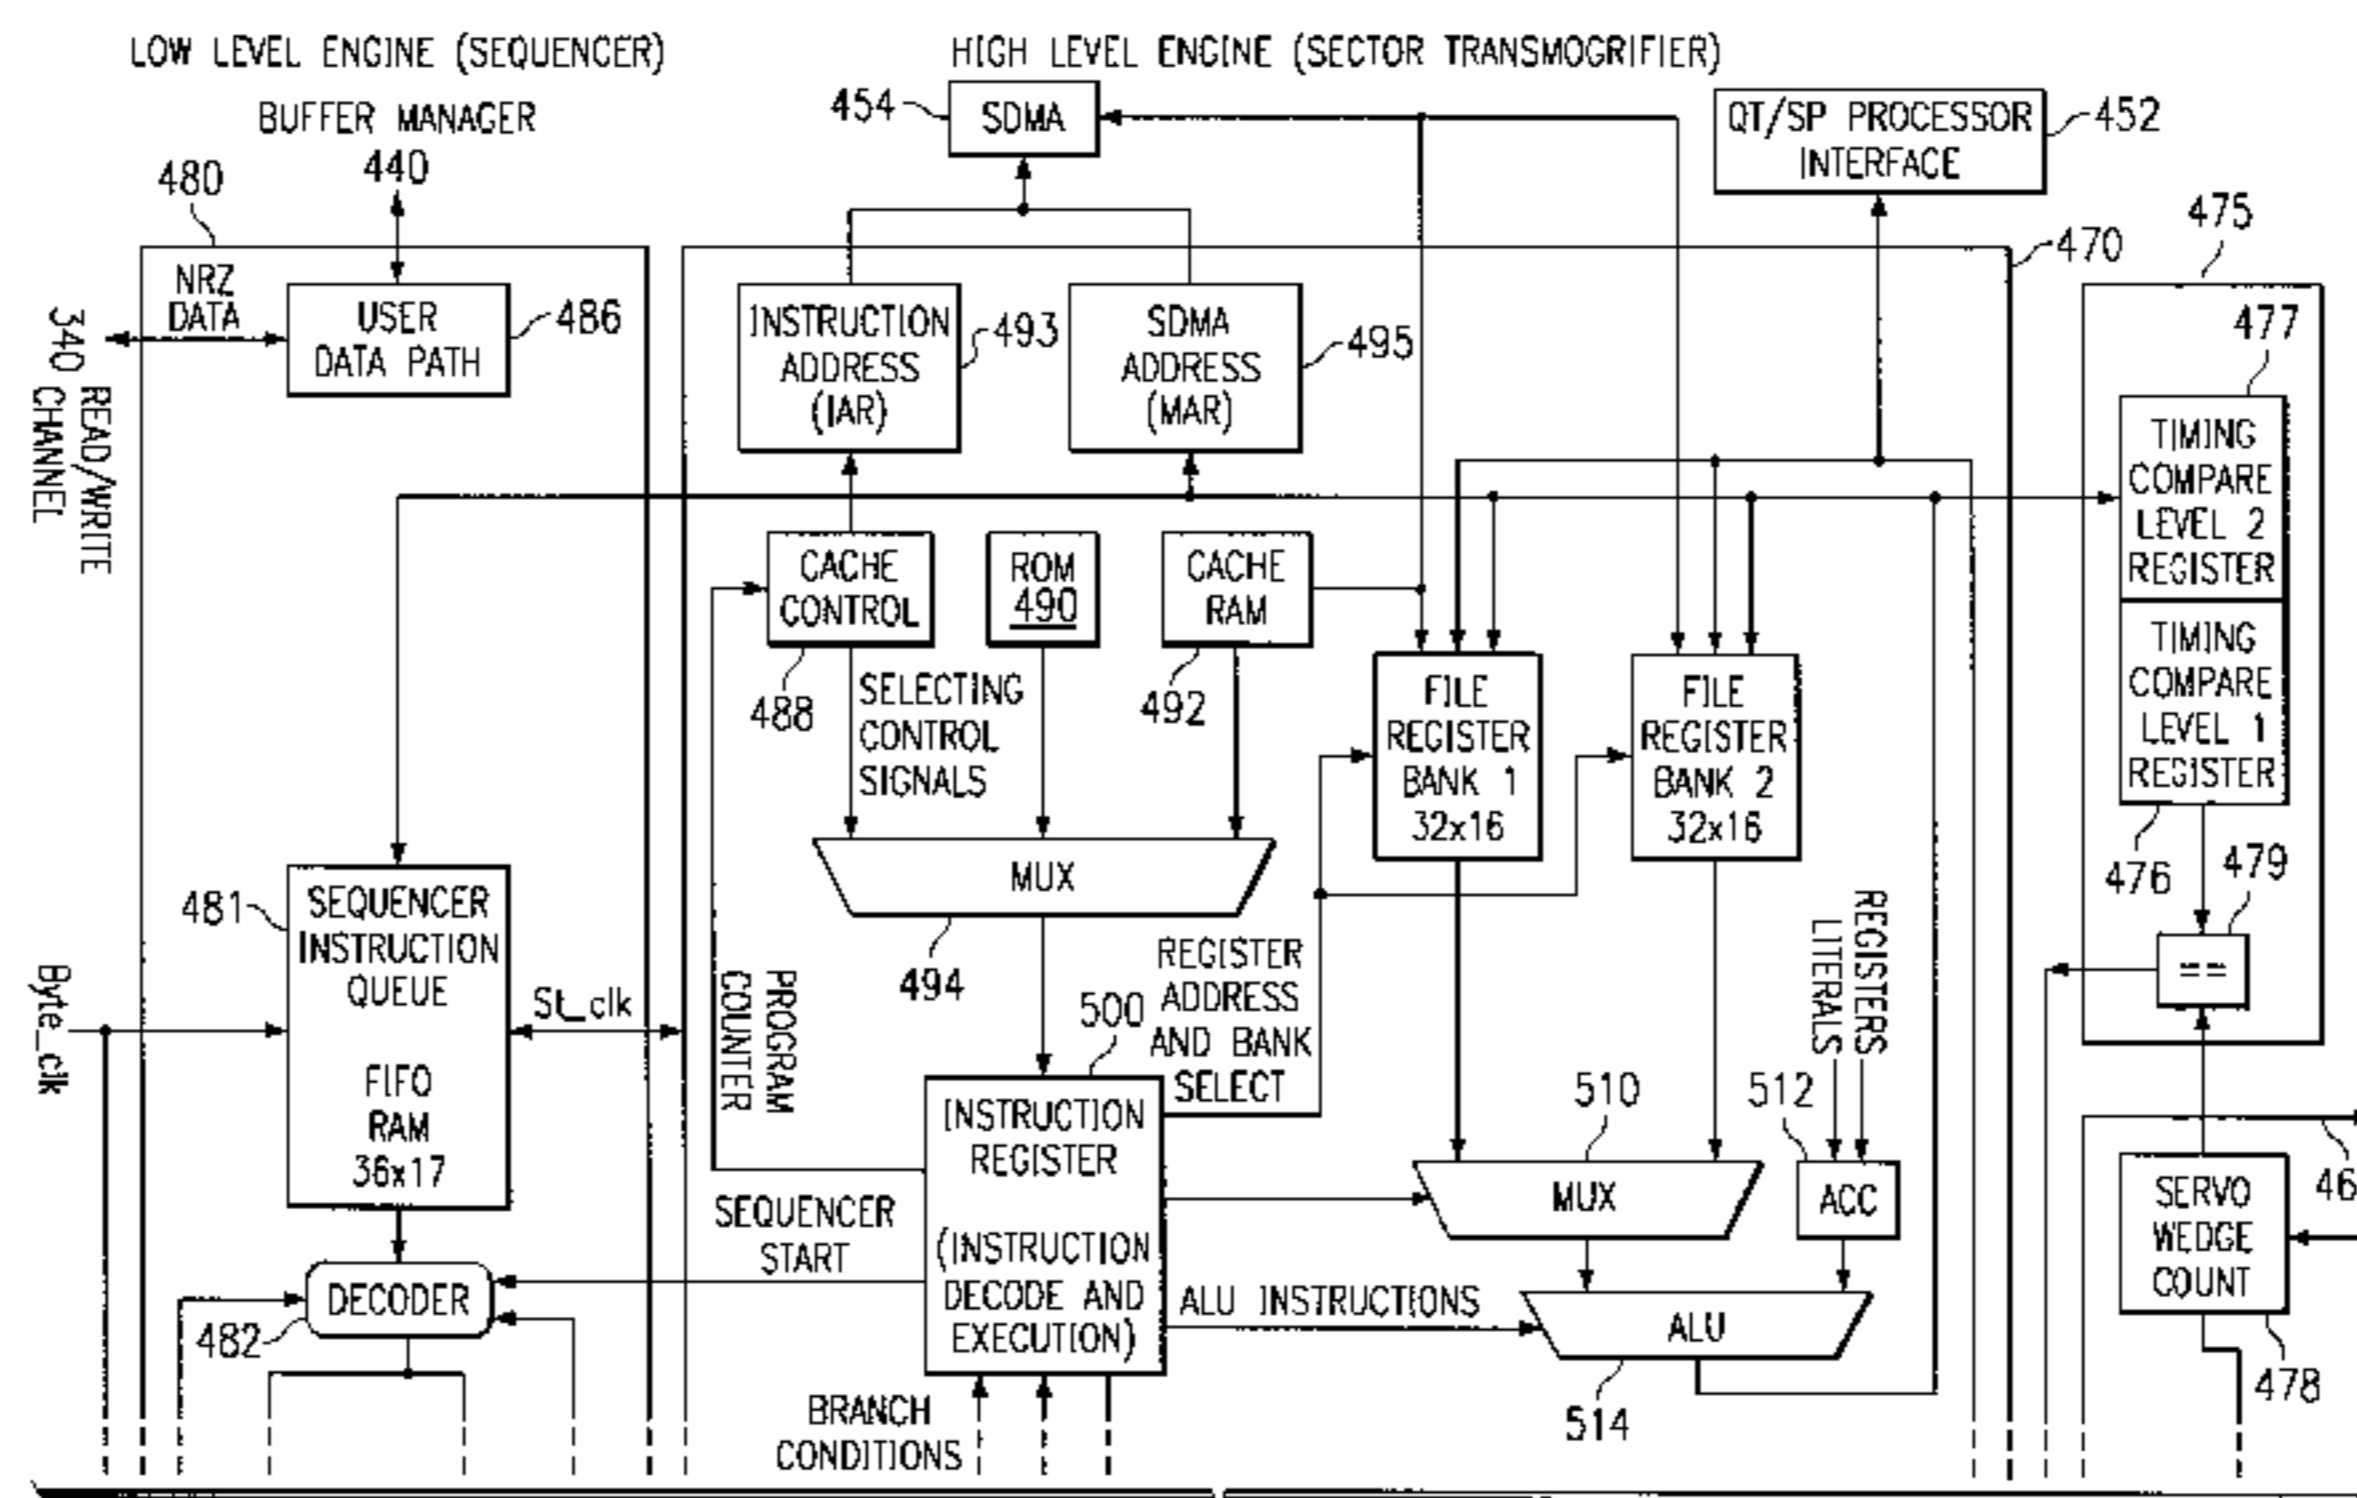 LOW LEVEL ENGINE (SEQUENCER)
HIGH LEVEL ENGINE (SECTOR TRANSMOGRIFIER)
BUFFER MANAGER
440
480
NRZ
DATA
USER
DATA PATH
486
340 READ/WRITE
CHANNEL
454
SDMA
QT/SP PROCESSOR
INTERFACE
452
470
475
477
INSTRUCTION
ADDRESS
(IAR)
493
SDMA
ADDRESS
(MAR)
495
TIMING
COMPARE
LEVEL 2
REGISTER
TIMING
COMPARE
LEVEL 1
REGISTER
476
479
==
CACHE
CONTROL
488
ROM
490
CACHE
RAM
492
SELECTING
CONTROL
SIGNALS
FILE
REGISTER
BANK 1
32x16
FILE
REGISTER
BANK 2
32x16
MUX
494
481
SEQUENCER
INSTRUCTION
QUEUE
FIFO
RAM
36x17
Byte_clk
St_clk
PROGRAM
COUNTER
500
REGISTER
ADDRESS
AND BANK
SELECT
REGISTERS
LITERALS
INSTRUCTION
REGISTER
(INSTRUCTION
DECODE AND
EXECUTION)
510
MUX
512
ACC
SEQUENCER
START
DECODER
482
ALU INSTRUCTIONS
ALU
514
BRANCH
CONDITIONS
46
SERVO
WEDGE
COUNT
478